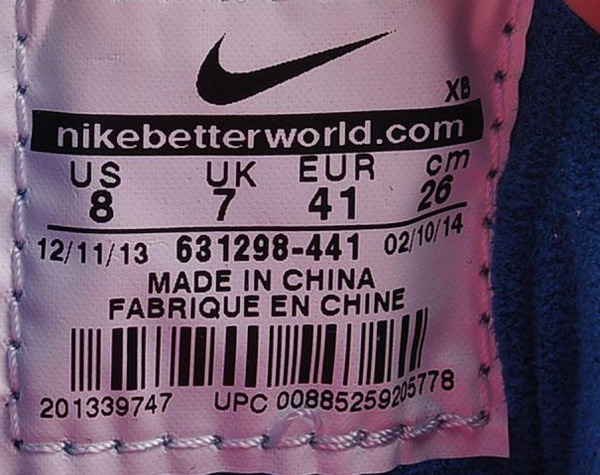 XB
nikebetterworld.com
US UK EUR cm
8 7 41 26
12/11/13 631298-441 02/10/14
MADE IN CHINA
FABRIQUE EN CHINE
201339747 UPC 00885259205778